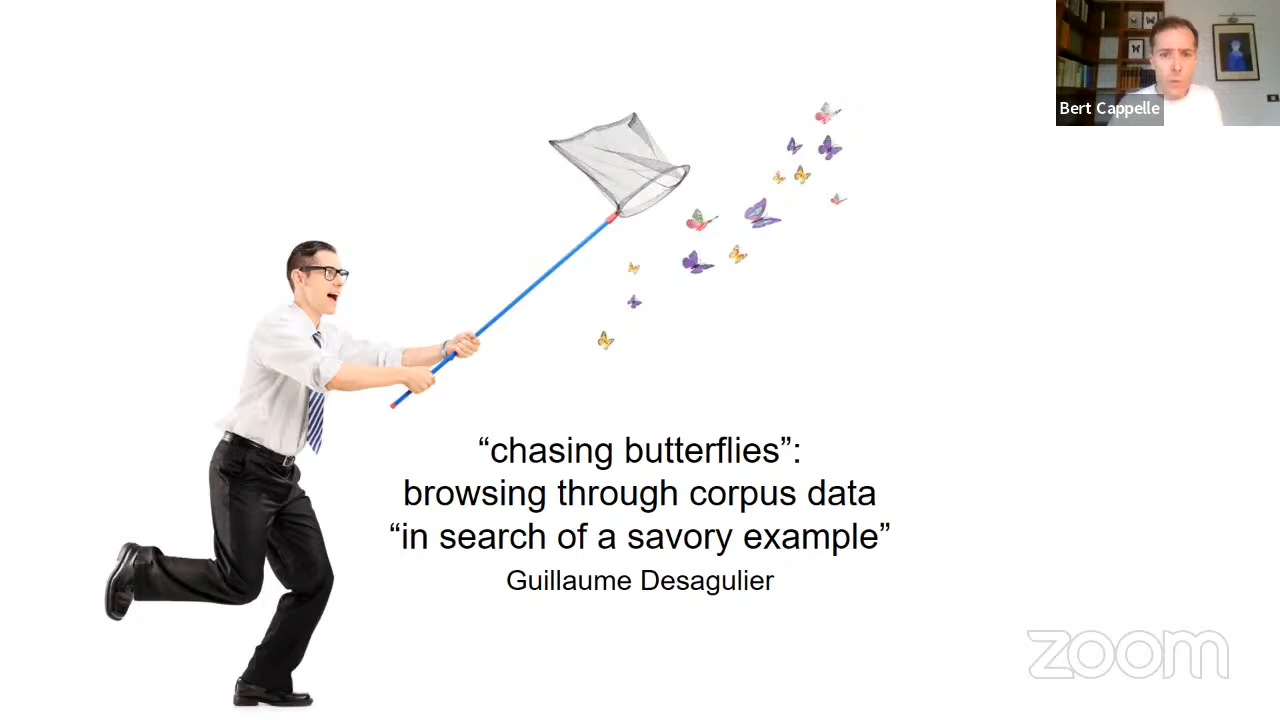 Bert Cappelle
“chasing butterflies”:
browsing through corpus data
“in search of a savory example”
Guillaume Desagulier
zoom